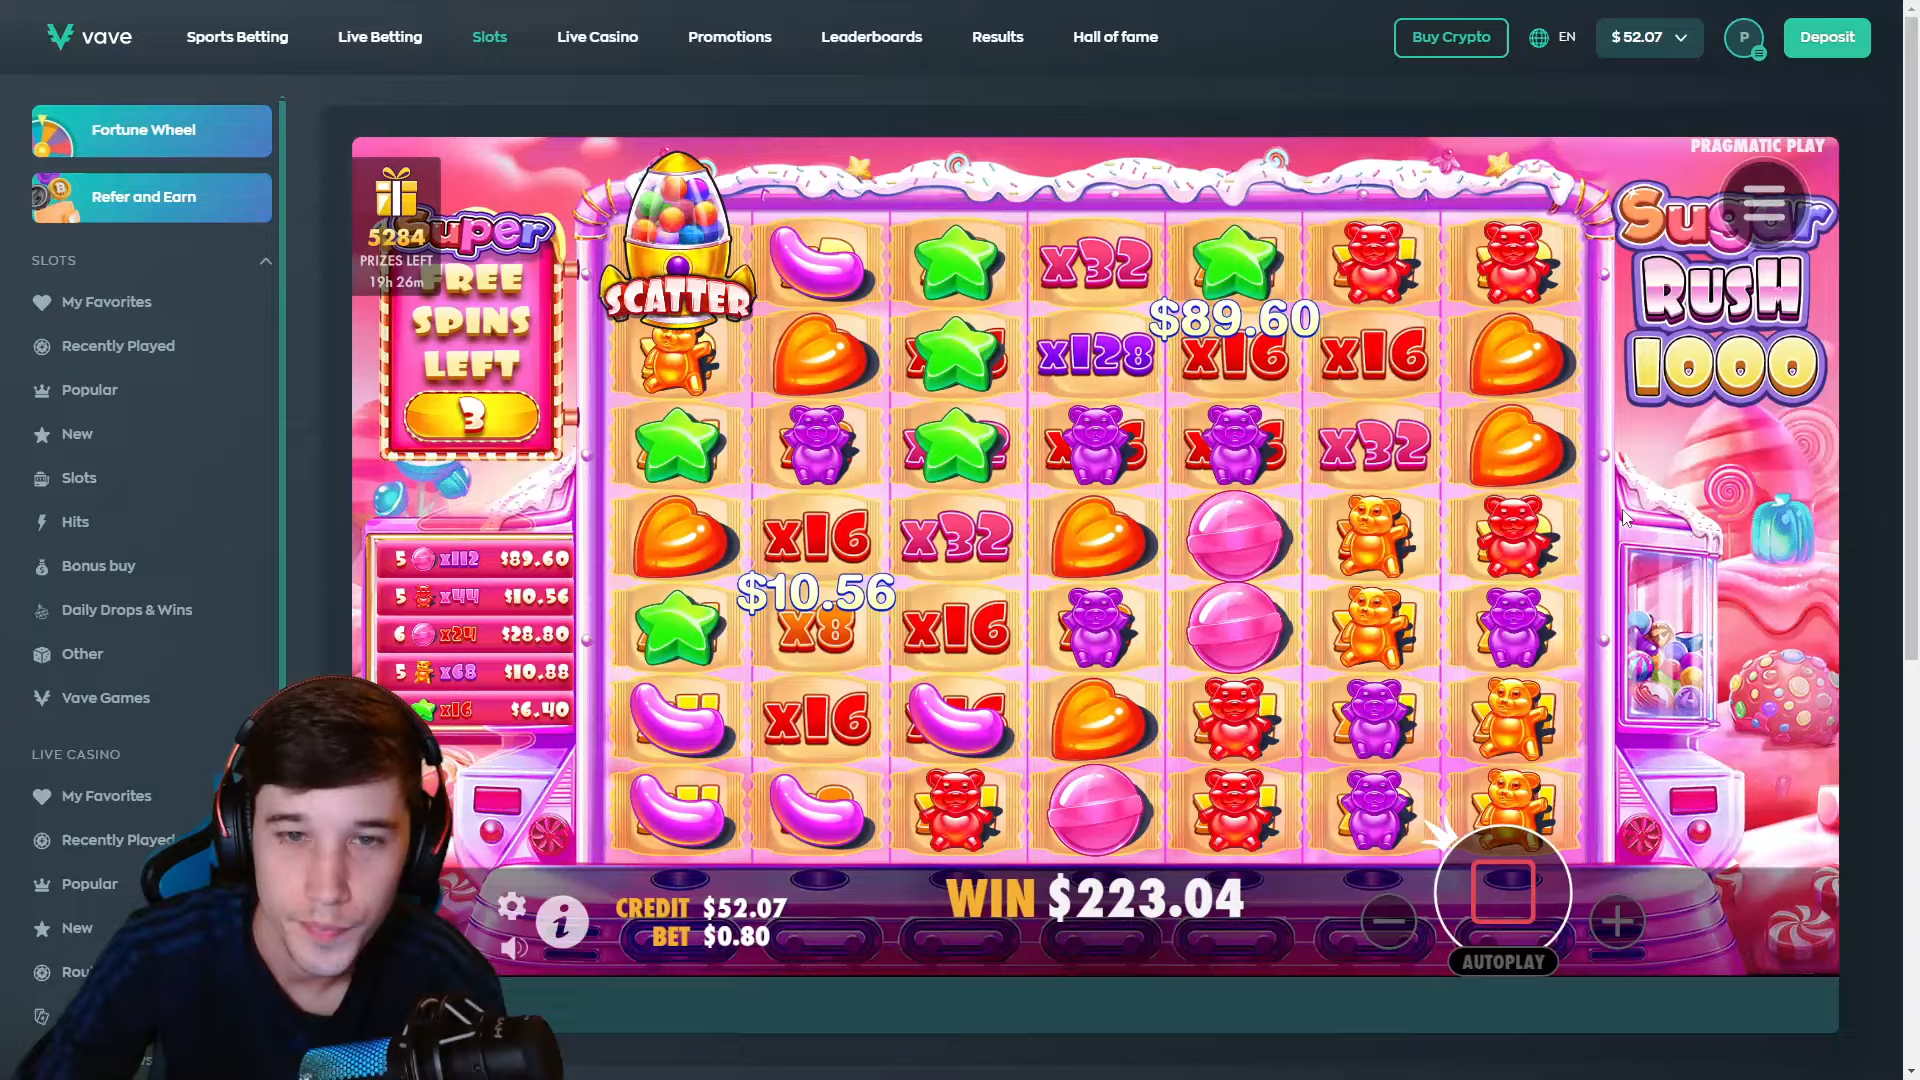 vave
Sports Betting
Live Betting
Slots
Live Casino
Promotions
Leaderboards
Results
Hall of fame
Buy Crypto
EN
$ 52.07
P
Deposit
Fortune Wheel
Refer and Earn
SLOTS
My Favorites
Recently Played
Popular
New
Slots
Hits
Bonus buy
Daily Drops & Wins
Other
Vave Games
LIVE CASINO
My Favorites
Recently Played
Popular
New
5284
PRIZES LEFT
19h 26m
Super
FREE
SPINS
LEFT
3
5 x112 $89.60
5 x44 $10.56
6 x24 $28.80
5 x68 $10.88
x16 $6.40
PRAGMATIC PLAY
Sugar
RUSH
1000
SCATTER
x32
$89.60
x128 x16 x16
x32
x16 x32
$10.56
x8 x16
x16
CREDIT $52.07
BET $0.80
WIN $223.04
AUTOPLAY